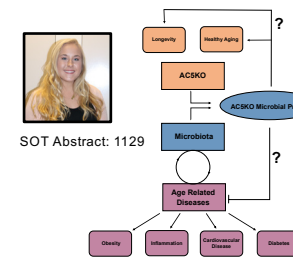 ?
Longevity
Healthy Aging
AC5KO
AC5KO Microbial
Microbiota
SOT Abstract: 1129
?
Age Related
Diseases
Obesity
Inflammation
Cardiovascular
Disease
Diabetes